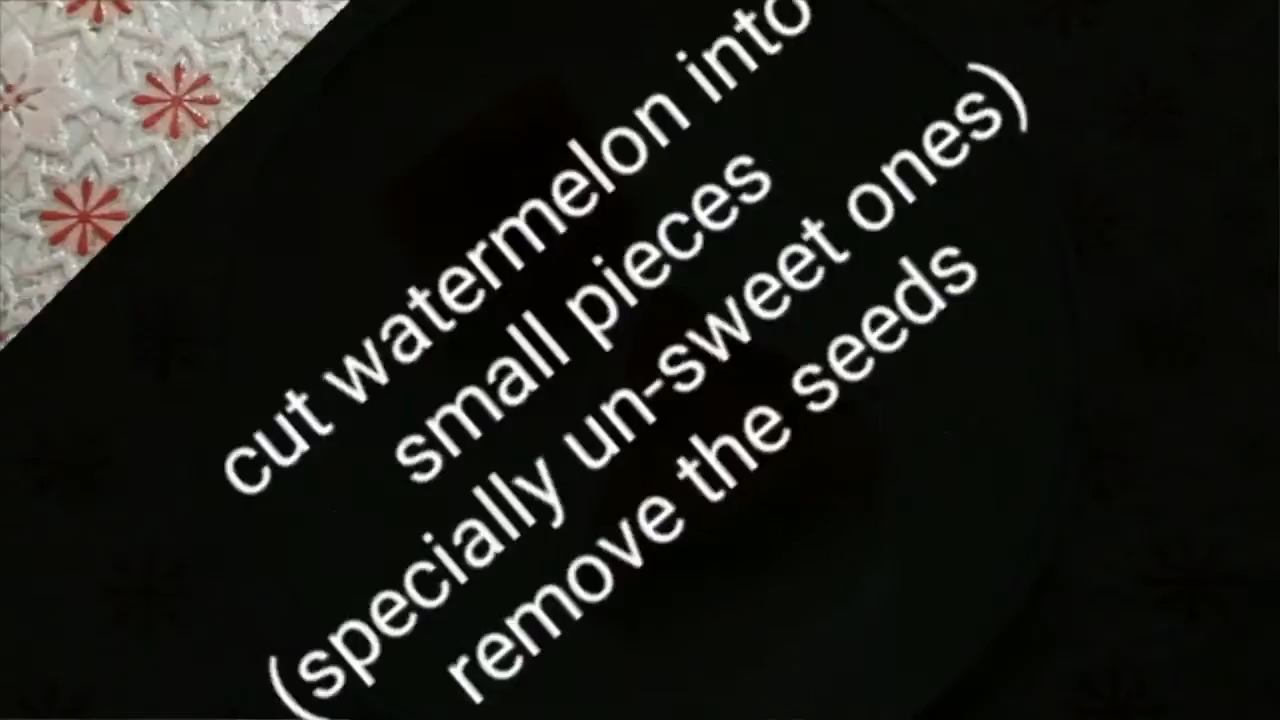 cut watermelon into
small pieces
(specially un-sweet ones)
remove the seeds